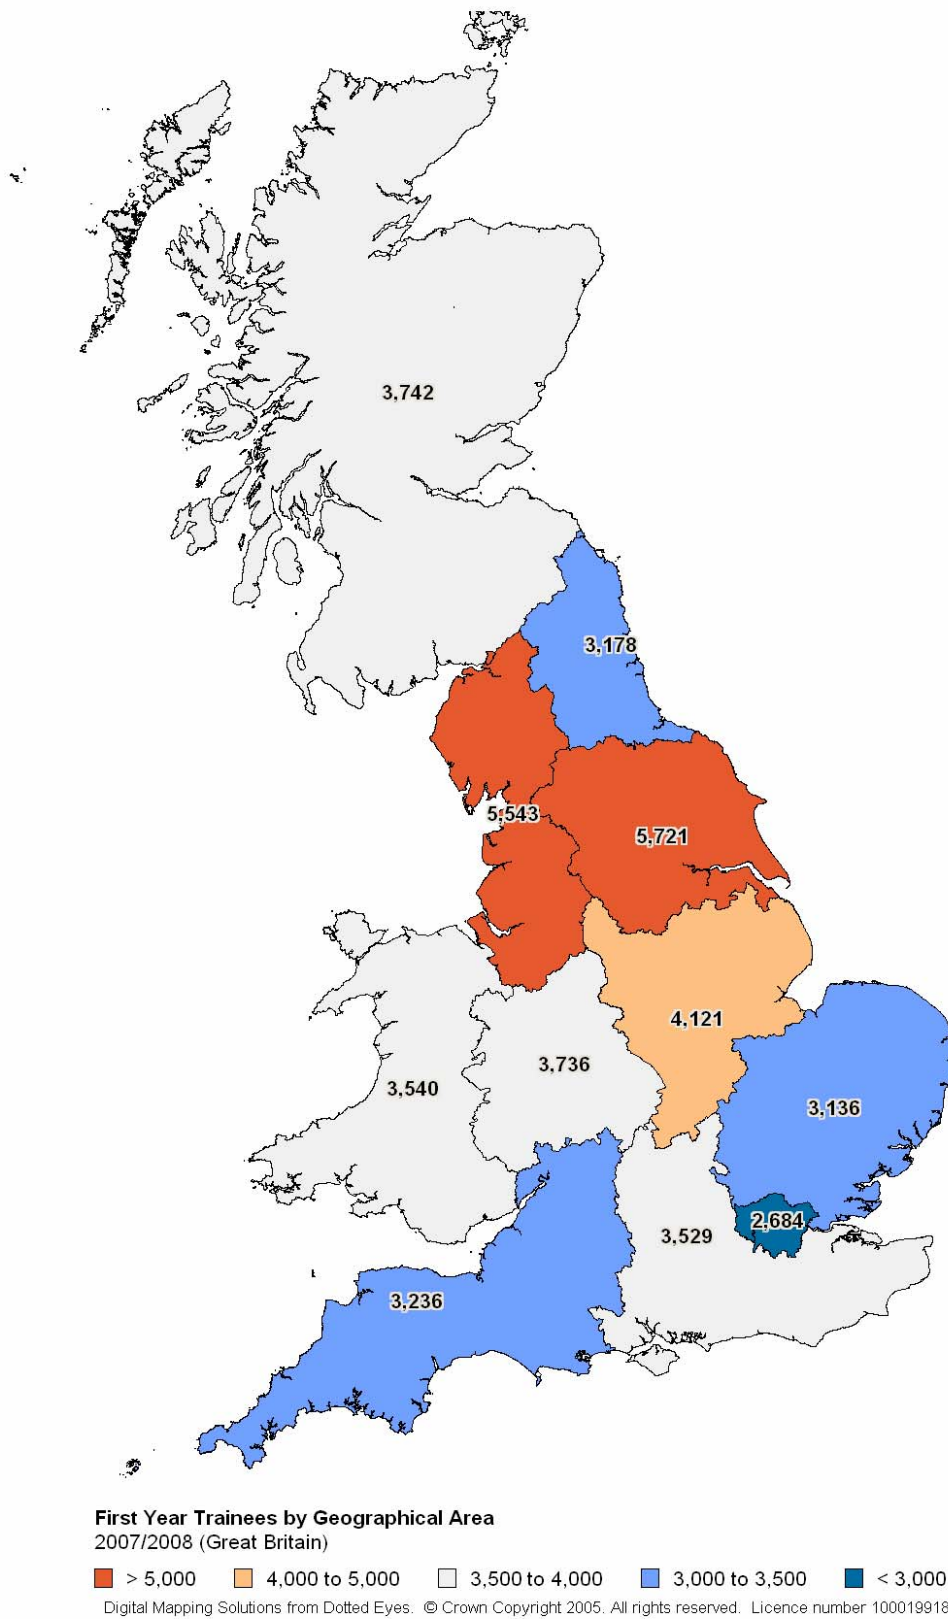 3,742
3,178
5,543
5,721
4,121
3,736
3,540
3,136
2,684
3,529
3,236
First Year Trainees by Geographical Area
2007/2008 (Great Britain)
> 5,000 4,000 to 5,000 3,500 to 4,000 3,000 to 3,500 < 3,000
Digital Mapping Solutions from Dotted Eyes. © Crown Copyright 2005. All rights reserved. Licence number 100019918